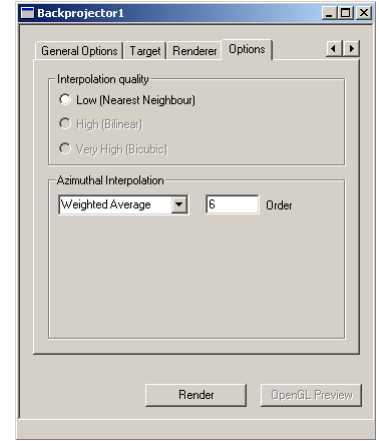 Backprojector1
General Options Target Renderer Options
Interpolation quality
Low (Nearest Neighbour)
High (Bilinear)
Very High (Bicubic)
Azimuthal Interpolation
Weighted Average 6 Order
Render OpenGL Preview